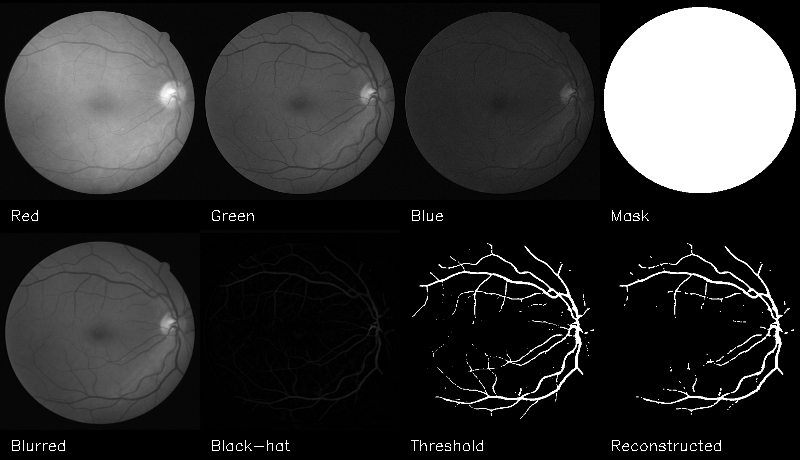 Red
Green
Blue
Mask
Blurred
Black-hat
Threshold
Reconstructed